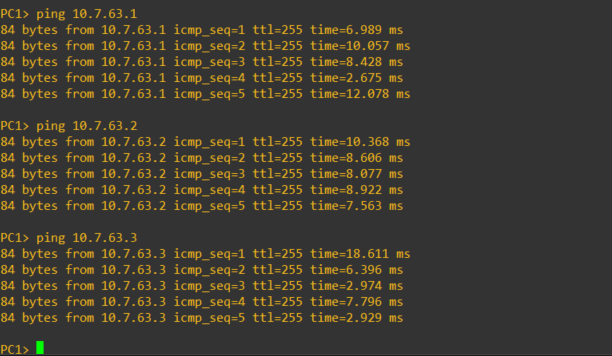 PC1> ping 10.7.63.1
84 bytes from 10.7.63.1 icmp_seq=1 ttl=255 time=6.989 ms
84 bytes from 10.7.63.1 icmp_seq=2 ttl=255 time=10.057 ms
84 bytes from 10.7.63.1 icmp_seq=3 ttl=255 time=8.428 ms
84 bytes from 10.7.63.1 icmp_seq=4 ttl=255 time=2.675 ms
84 bytes from 10.7.63.1 icmp_seq=5 ttl=255 time=12.078 ms
PC1> ping 10.7.63.2
84 bytes from 10.7.63.2 icmp_seq=1 ttl=255 time=10.368 ms
84 bytes from 10.7.63.2 icmp_seq=2 ttl=255 time=8.606 ms
84 bytes from 10.7.63.2 icmp_seq=3 ttl=255 time=8.077 ms
84 bytes from 10.7.63.2 icmp_seq=4 ttl=255 time=8.922 ms
84 bytes from 10.7.63.2 icmp_seq=5 ttl=255 time=7.563 ms
PC1> ping 10.7.63.3
84 bytes from 10.7.63.3 icmp_seq=1 ttl=255 time=18.611 ms
84 bytes from 10.7.63.3 icmp_seq=2 ttl=255 time=6.396 ms
84 bytes from 10.7.63.3 icmp_seq=3 ttl=255 time=2.974 ms
84 bytes from 10.7.63.3 icmp_seq=4 ttl=255 time=7.796 ms
84 bytes from 10.7.63.3 icmp_seq=5 ttl=255 time=2.929 ms
PC1>